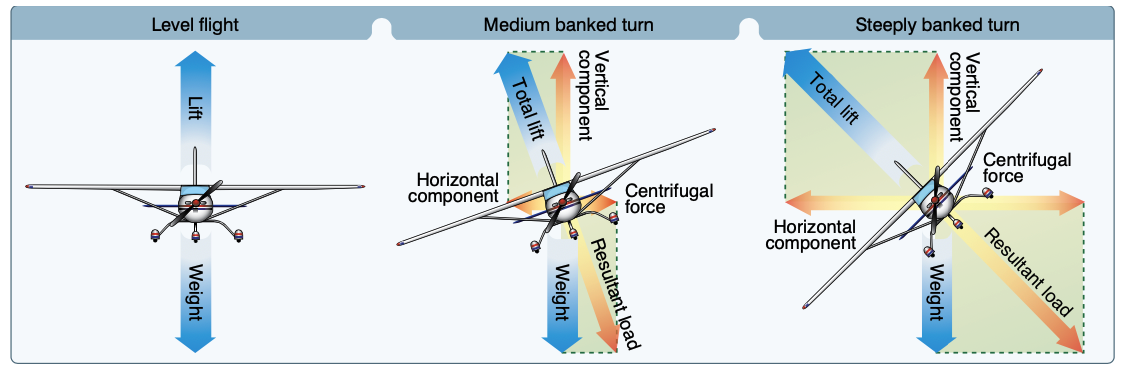 Level flight
Lift
Weight
Medium banked turn
Total lift
Vertical
component
Horizontal
component
Centrifugal
force
Weight
Resultant load
Steeply banked turn
Total lift
Vertical
component
Centrifugal
force
Horizontal
component
Weight
Resultant load